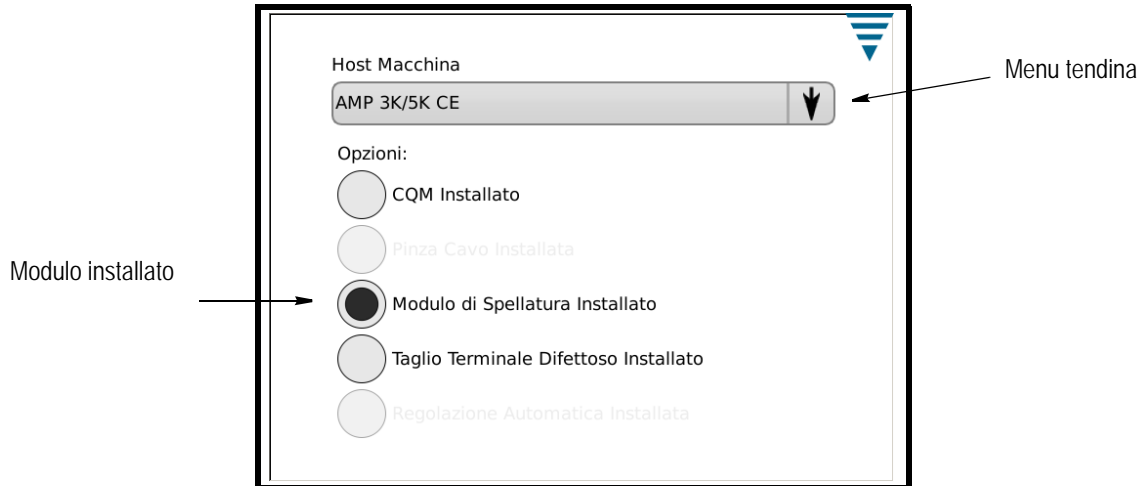 Host Macchina
Menu tendina
AMP 3K/5K CE
Opzioni:
CQM Installato
Pinza Cavo Installata
Modulo installato
Modulo di Spellatura Installato
Taglio Terminale Difettoso Installato
Regolazione Automatica Installata